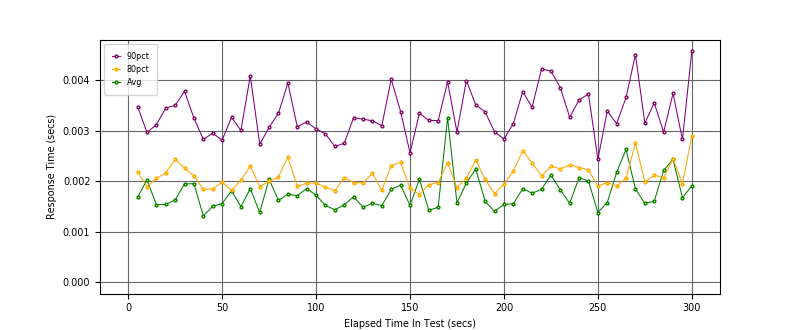 90pct
80pct
Avg
0.004
0.003
0.002
0.001
0.000
Response Time (secs)
0 50 100 150 200 250 300
Elapsed Time In Test (secs)